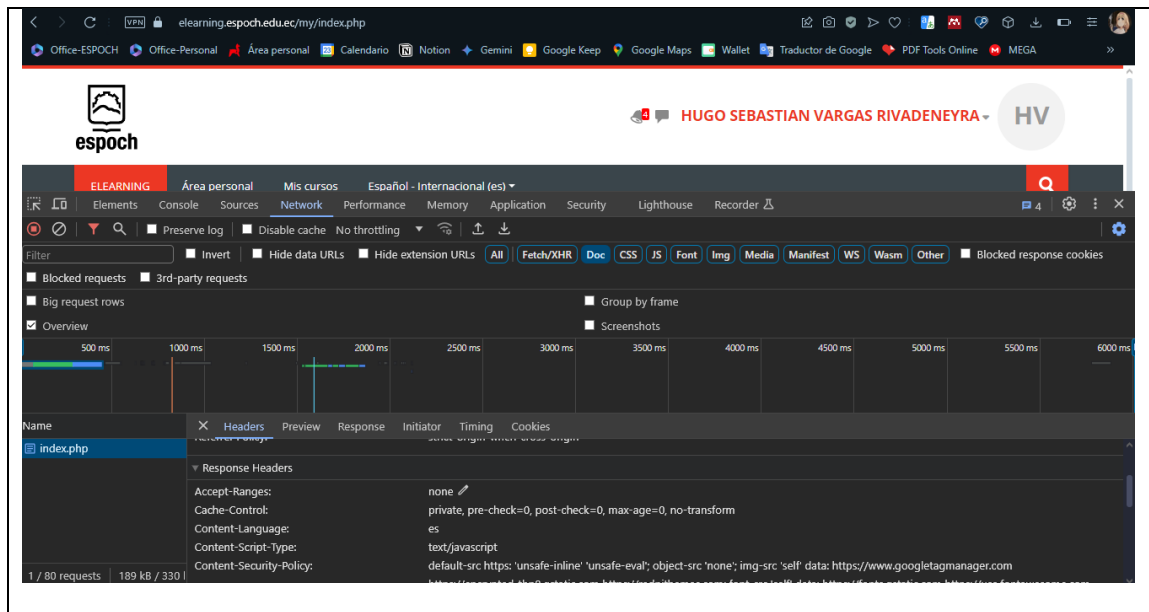 VPN elearning.espoch.edu.ec/my/index.php
Office-ESPOCH Office-Personal Área personal Calendario Notion Gemini Google Keep Google Maps Wallet Traductor de Google PDF Tools Online MEGA »
espoch
4 HUGO SEBASTIAN VARGAS RIVADENEYRA HV
ELEARNING Área personal Mis cursos Español - Internacional (es)
Elements Console Sources Network Performance Memory Application Security Lighthouse Recorder 4
Preserve log Disable cache No throttling
Filter Invert Hide data URLs Hide extension URLs All Fetch/XHR Doc CSS JS Font Img Media Manifest WS Wasm Other Blocked response cookies
Blocked requests 3rd-party requests
Big request rows Group by frame
Overview Screenshots
500 ms 1000 ms 1500 ms 2000 ms 2500 ms 3000 ms 3500 ms 4000 ms 4500 ms 5000 ms 5500 ms 6000 ms
Name Headers Preview Response Initiator Timing Cookies
Referrer-Policy: strict-origin-when-cross-origin
index.php
Response Headers
Accept-Ranges: none
Cache-Control: private, pre-check=0, post-check=0, max-age=0, no-transform
Content-Language: es
Content-Script-Type: text/javascript
Content-Security-Policy: default-src https: 'unsafe-inline' 'unsafe-eval'; object-src 'none'; img-src 'self' data: https://www.googletagmanager.com
1 / 80 requests 189 kB / 330